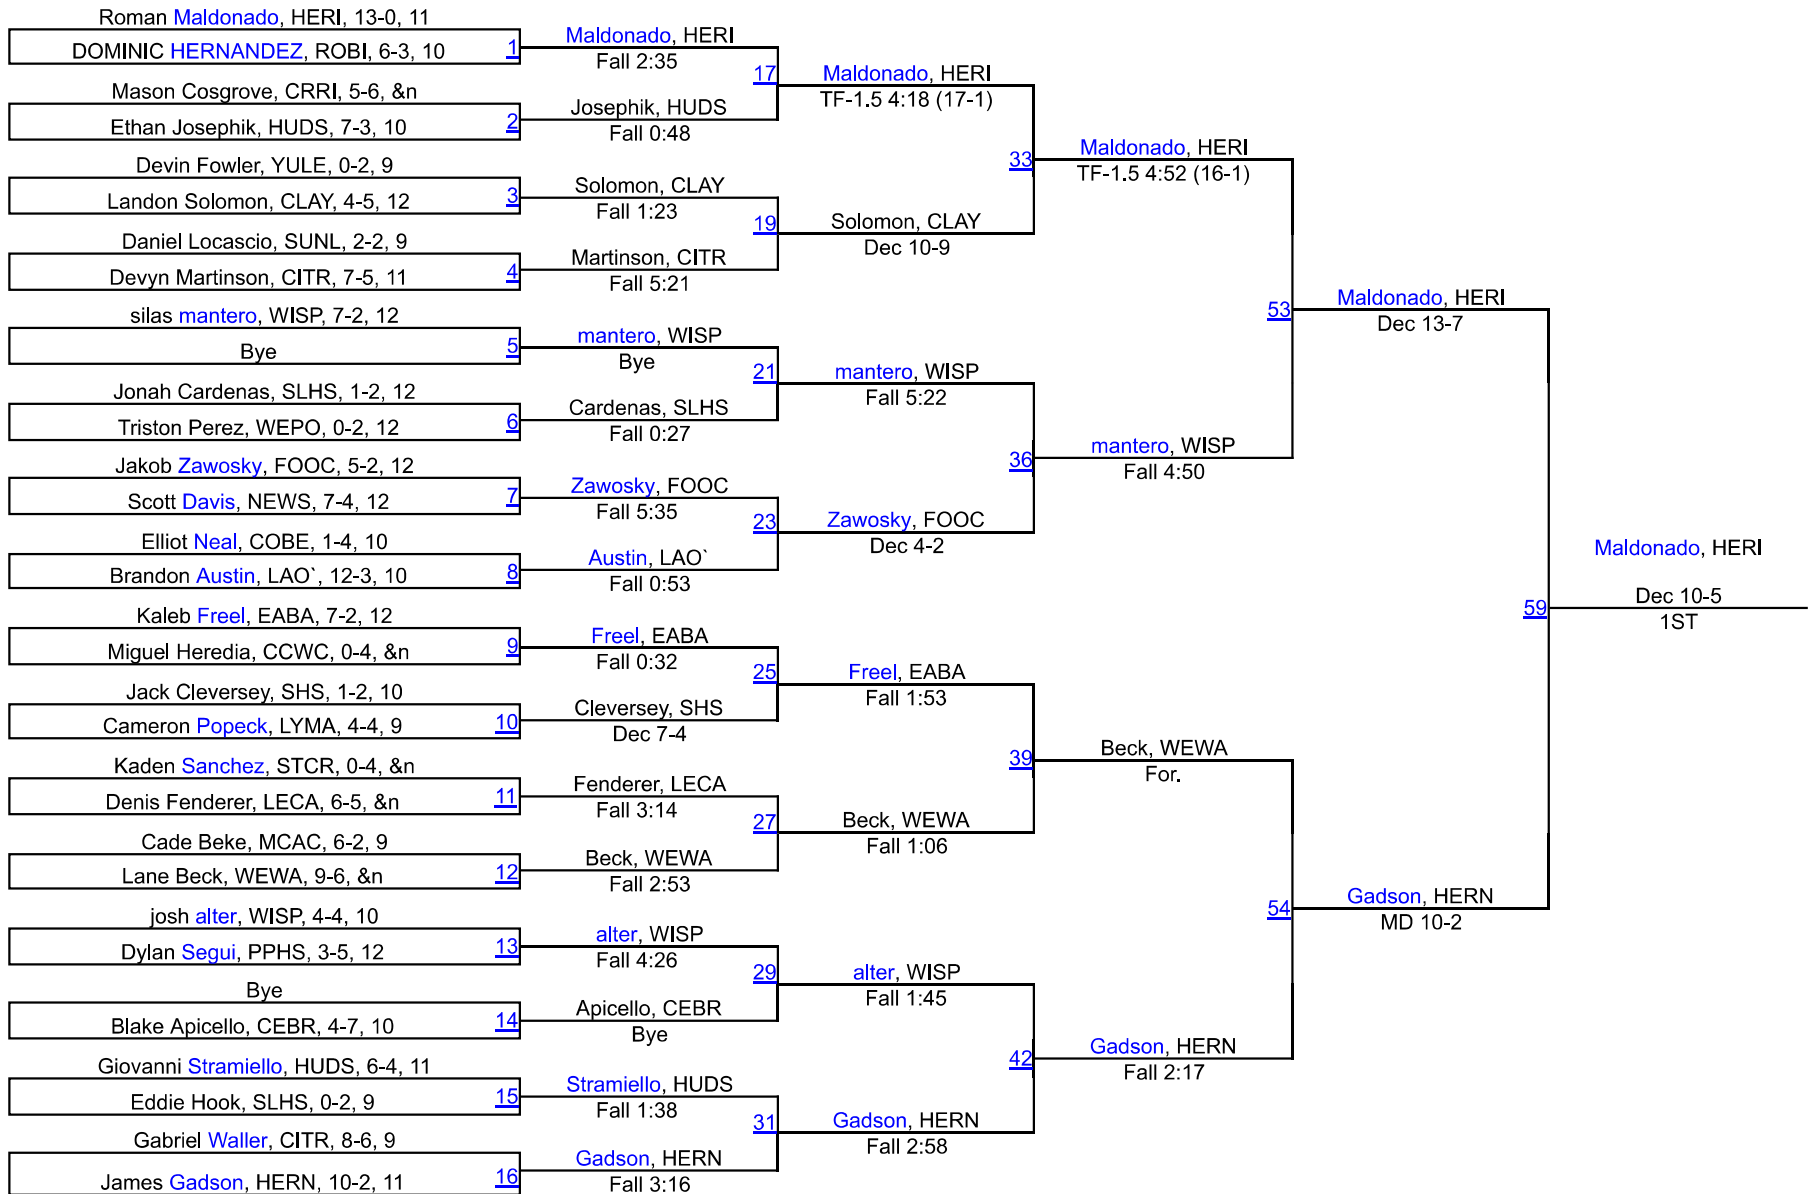 Roman Maldonado, HERI, 13-0, 11
DOMINIC HERNANDEZ, ROBI, 6-3, 10
1
Mason Cosgrove, CRRI, 5-6, &n
Ethan Josephik, HUDS, 7-3, 10
2
Devin Fowler, YULE, 0-2, 9
Landon Solomon, CLAY, 4-5, 12
3
Daniel Locascio, SUNL, 2-2, 9
Devyn Martinson, CITR, 7-5, 11
4
silas mantero, WISP, 7-2, 12
Bye
5
Jonah Cardenas, SLHS, 1-2, 12
Triston Perez, WEPO, 0-2, 12
6
Jakob Zawosky, FOOC, 5-2, 12
Scott Davis, NEWS, 7-4, 12
7
Elliot Neal, COBE, 1-4, 10
Brandon Austin, LAO`, 12-3, 10
8
Kaleb Freel, EABA, 7-2, 12
Miguel Heredia, CCWC, 0-4, &n
9
Jack Cleversey, SHS, 1-2, 10
Cameron Popeck, LYMA, 4-4, 9
10
Kaden Sanchez, STCR, 0-4, &n
Denis Fenderer, LECA, 6-5, &n
11
Cade Beke, MCAC, 6-2, 9
Lane Beck, WEWA, 9-6, &n
12
josh alter, WISP, 4-4, 10
Dylan Segui, PPHS, 3-5, 12
13
Bye
Blake Apicello, CEBR, 4-7, 10
14
Giovanni Stramiello, HUDS, 6-4, 11
Eddie Hook, SLHS, 0-2, 9
15
Gabriel Waller, CITR, 8-6, 9
James Gadson, HERN, 10-2, 11
16
Maldonado, HERI
Fall 2:35
17
Josephik, HUDS
Fall 0:48
Solomon, CLAY
Fall 1:23
19
Martinson, CITR
Fall 5:21
mantero, WISP
Bye
21
Cardenas, SLHS
Fall 0:27
Zawosky, FOOC
Fall 5:35
23
Austin, LAO`
Fall 0:53
Freel, EABA
Fall 0:32
25
Cleversey, SHS
Dec 7-4
Fenderer, LECA
Fall 3:14
27
Beck, WEWA
Fall 2:53
alter, WISP
Fall 4:26
29
Apicello, CEBR
Bye
Stramiello, HUDS
Fall 1:38
31
Gadson, HERN
Fall 3:16
Maldonado, HERI
TF-1.5 4:18 (17-1)
33
Solomon, CLAY
Dec 10-9
mantero, WISP
Fall 5:22
36
Zawosky, FOOC
Dec 4-2
Freel, EABA
Fall 1:53
39
Beck, WEWA
Fall 1:06
alter, WISP
Fall 1:45
42
Gadson, HERN
Fall 2:58
Maldonado, HERI
TF-1.5 4:52 (16-1)
53
mantero, WISP
Fall 4:50
Beck, WEWA
For.
54
Gadson, HERN
Fall 2:17
Maldonado, HERI
Dec 13-7
59
Gadson, HERN
MD 10-2
Maldonado, HERI
Dec 10-5
1ST